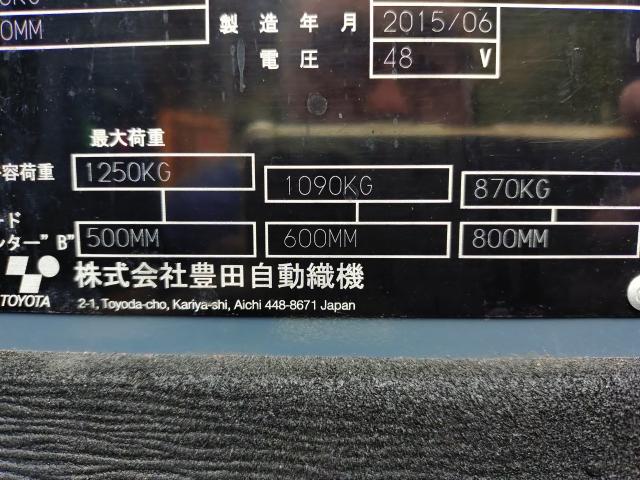 0MM
製造年月 2015/06
電圧 48 V
最大荷重
容荷重 1250KG 1090KG 870KG
ード
ンター"B" 500MM 600MM 800MM
TOYOTA 株式会社豊田自動織機
2-1, Toyoda-cho, Kariya-shi, Aichi 448-8671 Japan